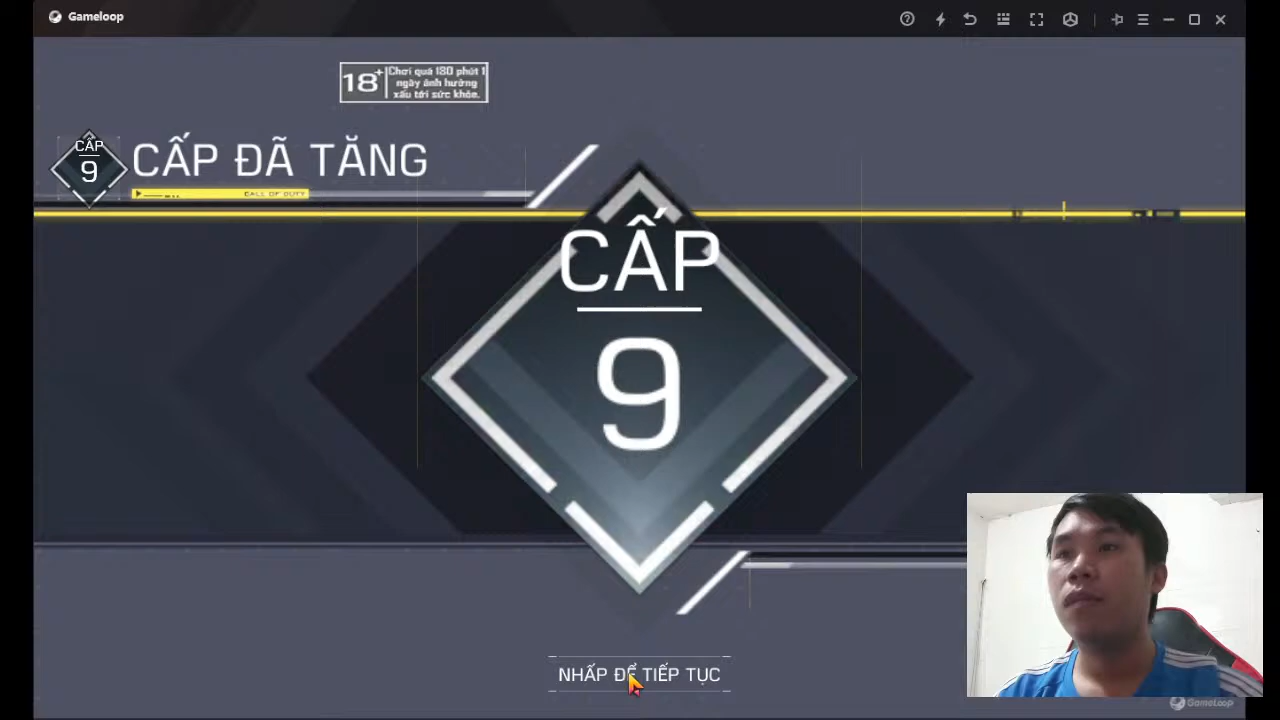 Gameloop
18+ Chơi quá 180 phút 1
ngày ảnh hưởng
xấu tới sức khỏe.
CẤP
9
CẤP ĐÃ TĂNG
CALL OF DUTY
CẤP
9
NHẤP ĐỂ TIẾP TỤC
GameLoop